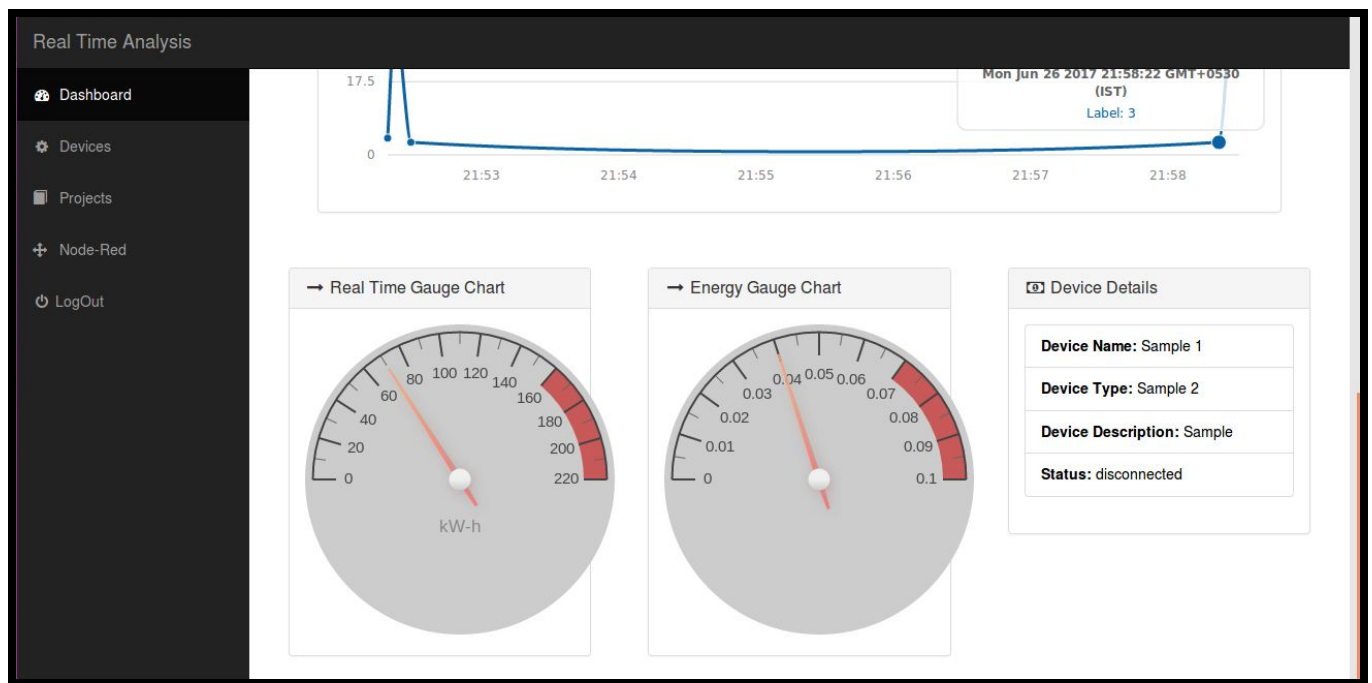 Real Time Analysis
Dashboard
Devices
Projects
Node-Red
LogOut
17.5
0
21:53 21:54 21:55 21:56 21:57 21:58
Mon Jun 26 2017 21:58:22 GMT+0530
(IST)
Label: 3
Real Time Gauge Chart
0 20 40 60 80 100 120 140 160 180 200 220
kW-h
Energy Gauge Chart
0 0.01 0.02 0.03 0.04 0.05 0.06 0.07 0.08 0.09 0.1
Device Details
Device Name: Sample 1
Device Type: Sample 2
Device Description: Sample
Status: disconnected